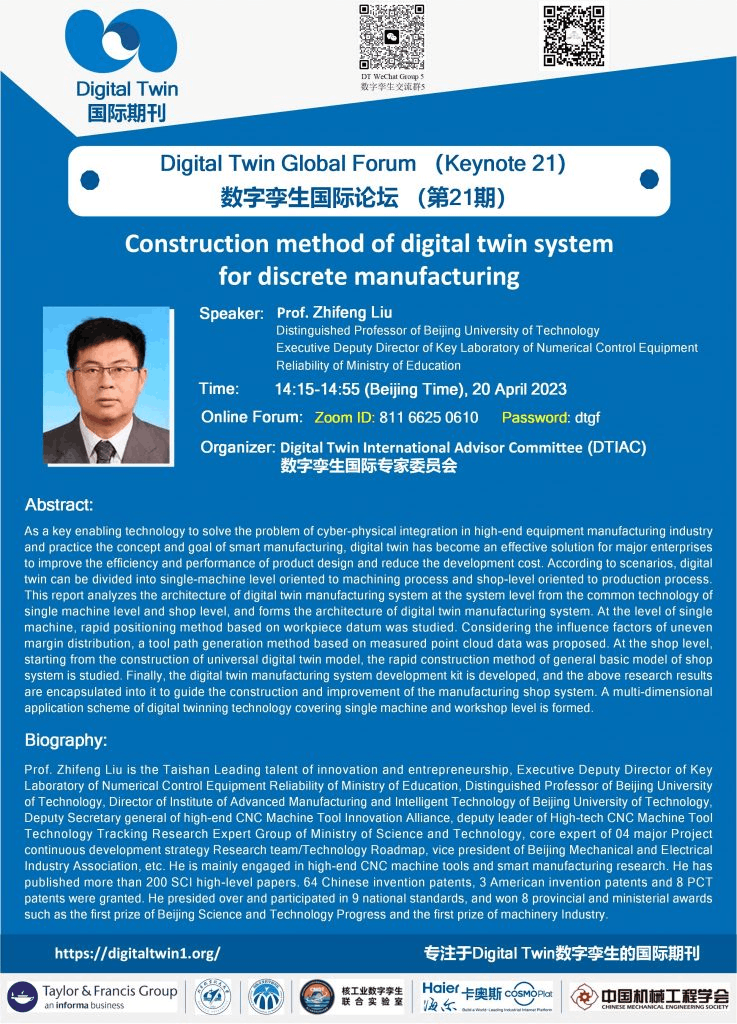 Digital Twin
国际期刊
DT WeChat Group 5
数字孪生交流群5
Digital Twin Global Forum （Keynote 21）
数字孪生国际论坛 （第21期）
Construction method of digital twin system
for discrete manufacturing
Speaker: Prof. Zhifeng Liu
Distinguished Professor of Beijing University of Technology
Executive Deputy Director of Key Laboratory of Numerical Control Equipment
Reliability of Ministry of Education
Time: 14:15-14:55 (Beijing Time), 20 April 2023
Online Forum: Zoom ID: 811 6625 0610 Password: dtgf
Organizer: Digital Twin International Advisor Committee (DTIAC)
数字孪生国际专家委员会
Abstract:
As a key enabling technology to solve the problem of cyber-physical integration in high-end equipment manufacturing industry
and practice the concept and goal of smart manufacturing, digital twin has become an effective solution for major enterprises
to improve the efficiency and performance of product design and reduce the development cost. According to scenarios, digital
twin can be divided into single-machine level oriented to machining process and shop-level oriented to production process.
This report analyzes the architecture of digital twin manufacturing system at the system level from the common technology of
single machine level and shop level, and forms the architecture of digital twin manufacturing system. At the level of single
machine, rapid positioning method based on workpiece datum was studied. Considering the influence factors of uneven
margin distribution, a tool path generation method based on measured point cloud data was proposed. At the shop level,
starting from the construction of universal digital twin model, the rapid construction method of general basic model of shop
system is studied. Finally, the digital twin manufacturing system development kit is developed, and the above research results
are encapsulated into it to guide the construction and improvement of the manufacturing shop system. A multi-dimensional
application scheme of digital twinning technology covering single machine and workshop level is formed.
Biography:
Prof. Zhifeng Liu is the Taishan Leading talent of innovation and entrepreneurship, Executive Deputy Director of Key
Laboratory of Numerical Control Equipment Reliability of Ministry of Education, Distinguished Professor of Beijing University
of Technology, Director of Institute of Advanced Manufacturing and Intelligent Technology of Beijing University of Technology,
Deputy Secretary general of high-end CNC Machine Tool Innovation Alliance, deputy leader of High-tech CNC Machine Tool
Technology Tracking Research Expert Group of Ministry of Science and Technology, core expert of 04 major Project
continuous development strategy Research team/Technology Roadmap, vice president of Beijing Mechanical and Electrical
Industry Association, etc. He is mainly engaged in high-end CNC machine tools and smart manufacturing research. He has
published more than 200 SCI high-level papers. 64 Chinese invention patents, 3 American invention patents and 8 PCT
patents were granted. He presided over and participated in 9 national standards, and won 8 provincial and ministerial awards
such as the first prize of Beijing Science and Technology Progress and the first prize of machinery Industry.
https://digitaltwin1.org/ 专注于Digital Twin数字孪生的国际期刊
Taylor & Francis Group
an informa business
核工业数字孪生
联合实验室
Haier 卡奥斯 COSMOPlat
海尔 Build a World-Leading Industrial Internet Platform
中国机械工程学会
CHINESE MECHANICAL ENGINEERING SOCIETY